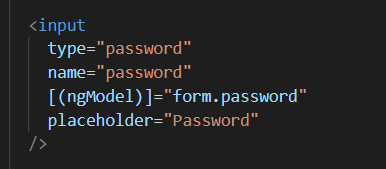 <input
type="password"
name="password"
[(ngModel)]="form.password"
placeholder="Password"
/>